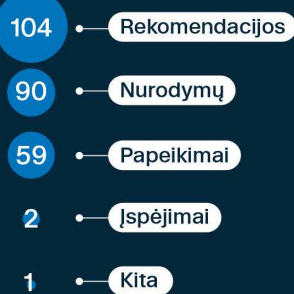 104 Rekomendacijos
90 Nurodymų
59 Papeikimai
2 Įspėjimai
1 Kita